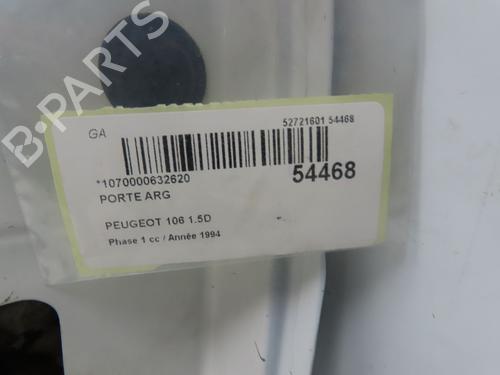 B-PARTS
GA
52721601 54468
*1070000632620
54468
PORTE ARG
PEUGEOT 106 1.5D
Phase 1 cc / Année 1994